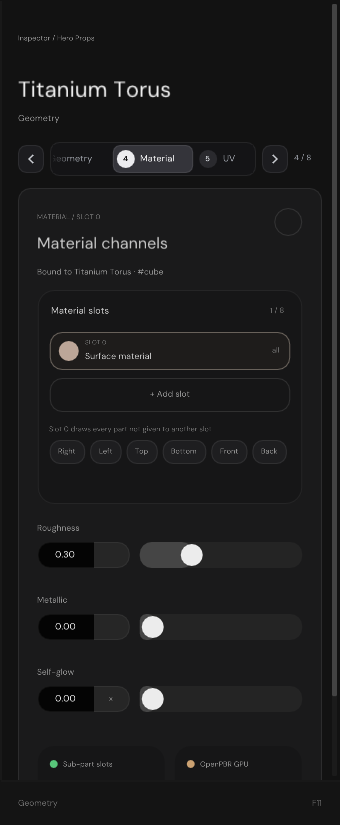 Inspector / Hero Props
Titanium Torus
Geometry
eometry 4 Material 5 UV 4 / 8
MATERIAL / SLOT 0
Material channels
Bound to Titanium Torus · #cube
Material slots 1 / 8
SLOT 0
Surface material all
+ Add slot
Slot 0 draws every part not given to another slot
Right Left Top Bottom Front Back
Roughness
0.30
Metallic
0.00
Self-glow
0.00 ×
Sub-part slots OpenPBR GPU
Geometry F11